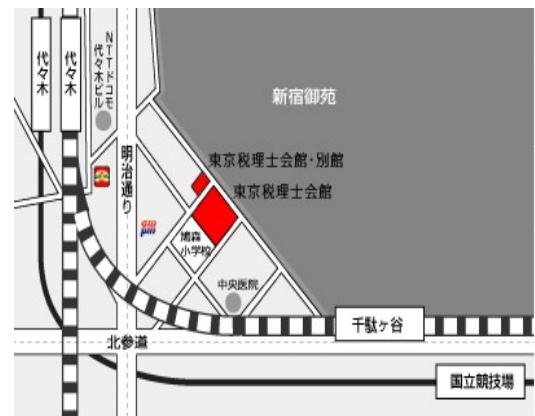 代々木
代々木
NTTドコモ
代々木ビル
新宿御苑
明治通り
東京税理士会館・別館
東京税理士会館
鳩森
小学校
中央医院
千駄ヶ谷
北参道
国立競技場